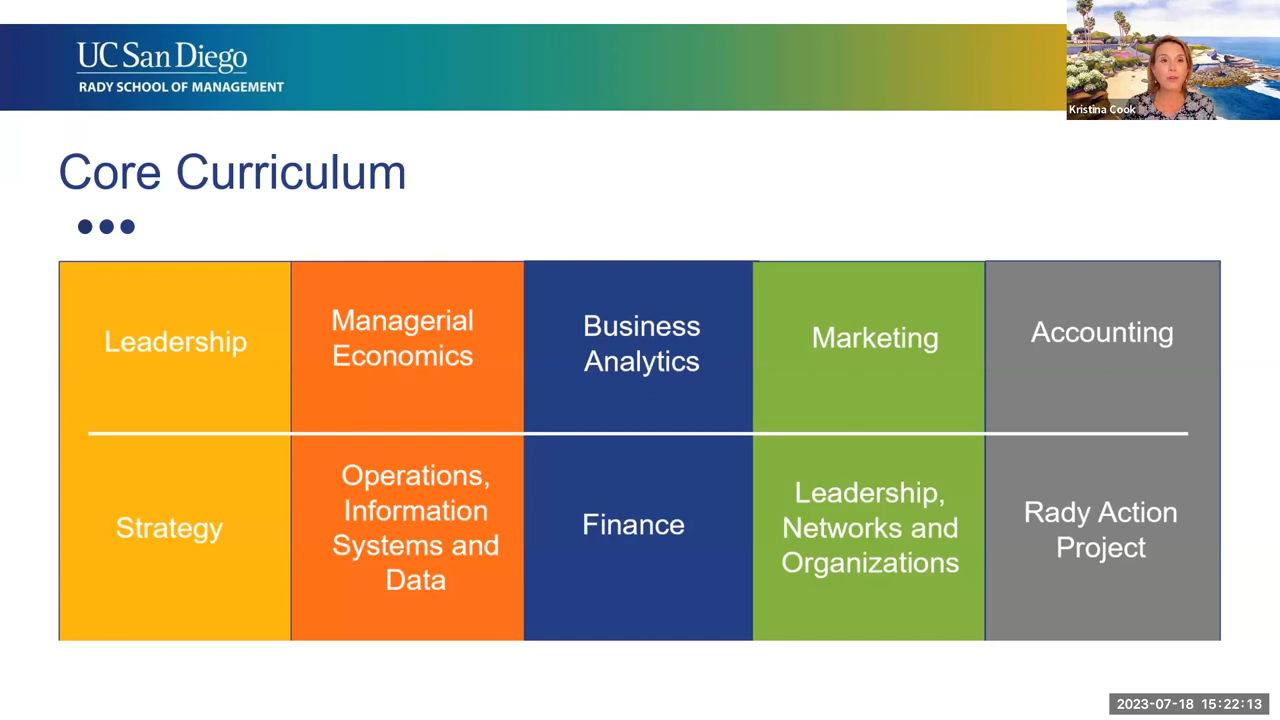 UC San Diego
RADY SCHOOL OF MANAGEMENT
Kristina Cook
Core Curriculum
Leadership
Managerial
Economics
Business
Analytics
Marketing
Accounting
Strategy
Operations,
Information
Systems and
Data
Finance
Leadership,
Networks and
Organizations
Rady Action
Project
2023-07-18 15:22:13